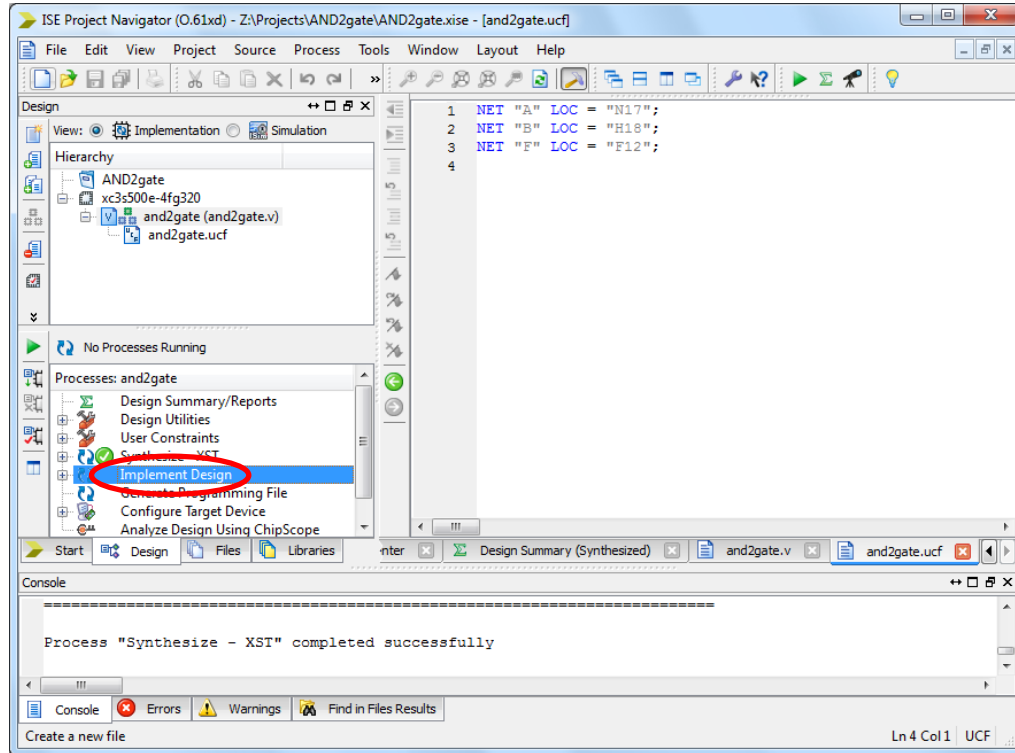 ISE Project Navigator (O.61xd) - Z:\Projects\AND2gate\AND2gate.xise - [and2gate.ucf]
File Edit View Project Source Process Tools Window Layout Help
Design
View: Implementation Simulation
Hierarchy
AND2gate
xc3s500e-4fg320
and2gate (and2gate.v)
and2gate.ucf
No Processes Running
Processes: and2gate
Design Summary/Reports
Design Utilities
User Constraints
Synthesize - XST
Implement Design
Generate Programming File
Configure Target Device
Analyze Design Using ChipScope
1 NET "A" LOC = "N17";
2 NET "B" LOC = "H18";
3 NET "F" LOC = "F12";
4
Start Design Files Libraries
enter Design Summary (Synthesized) and2gate.v and2gate.ucf
Console
=========================================================================
Process "Synthesize - XST" completed successfully
Console Errors Warnings Find in Files Results
Create a new file Ln 4 Col 1 UCF